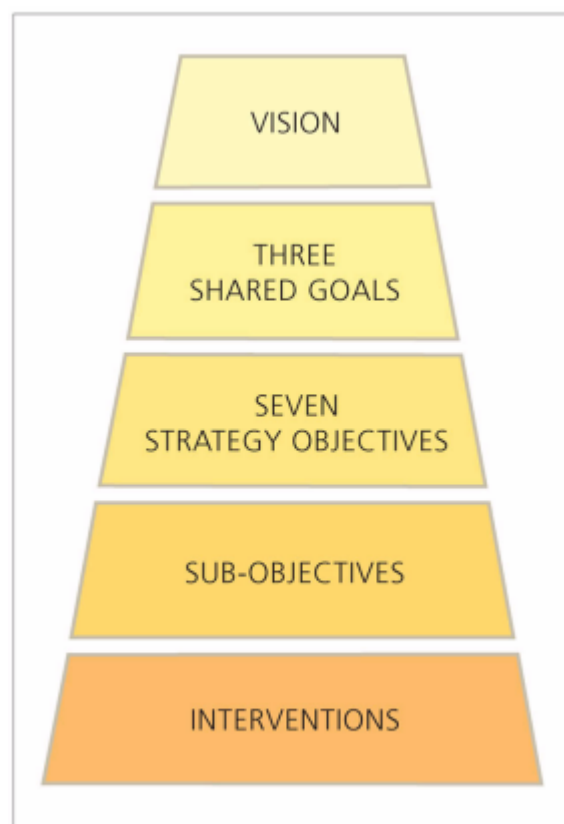 VISION
THREE
SHARED GOALS
SEVEN
STRATEGY OBJECTIVES
SUB-OBJECTIVES
INTERVENTIONS